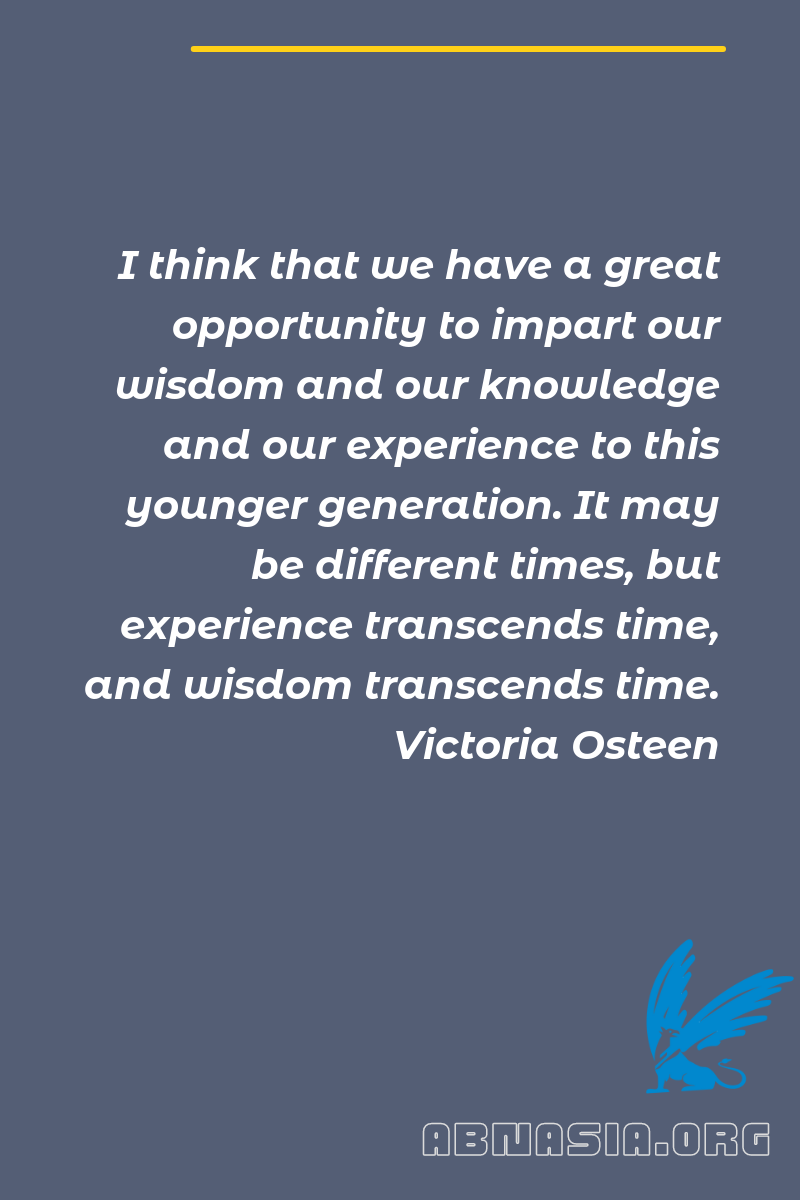 I think that we have a great
opportunity to impart our
wisdom and our knowledge
and our experience to this
younger generation. It may
be different times, but
experience transcends time,
and wisdom transcends time.
Victoria Osteen
ABNASIA.ORG